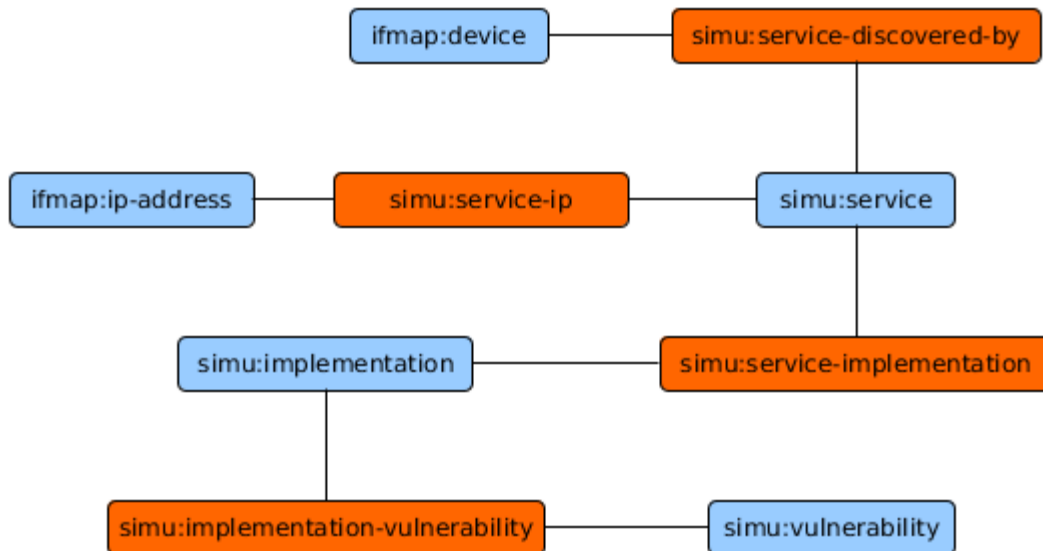 ifmap:device
simu:service-discovered-by
ifmap:ip-address
simu:service-ip
simu:service
simu:implementation
simu:service-implementation
simu:implementation-vulnerability
simu:vulnerability